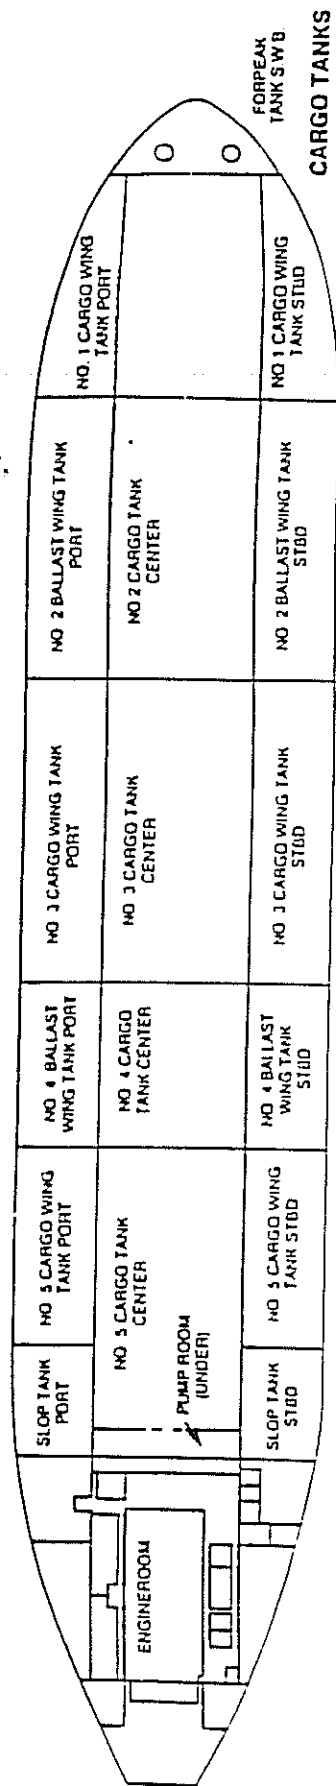 FORPEAK
TANK S.W.B.
CARGO TANKS
NO. 1 CARGO WING
TANK PORT
NO 1 CARGO WING
TANK STBD
NO 2 BALLAST WING TANK
PORT
NO 2 CARGO TANK
CENTER
NO 2 BALLAST WING TANK
STBD
NO 3 CARGO WING TANK
PORT
NO 3 CARGO TANK
CENTER
NO 3 CARGO WING TANK
STBD
NO 4 BALLAST
WING TANK PORT
NO 4 CARGO
TANK CENTER
NO 4 BALLAST
WING TANK
STBD
NO 5 CARGO WING
TANK PORT
NO 5 CARGO TANK
CENTER
NO 5 CARGO WING
TANK STBD
SLOP TANK
PORT
PUMP ROOM
(UNDER)
SLOP TANK
STBD
ENGINEROOM